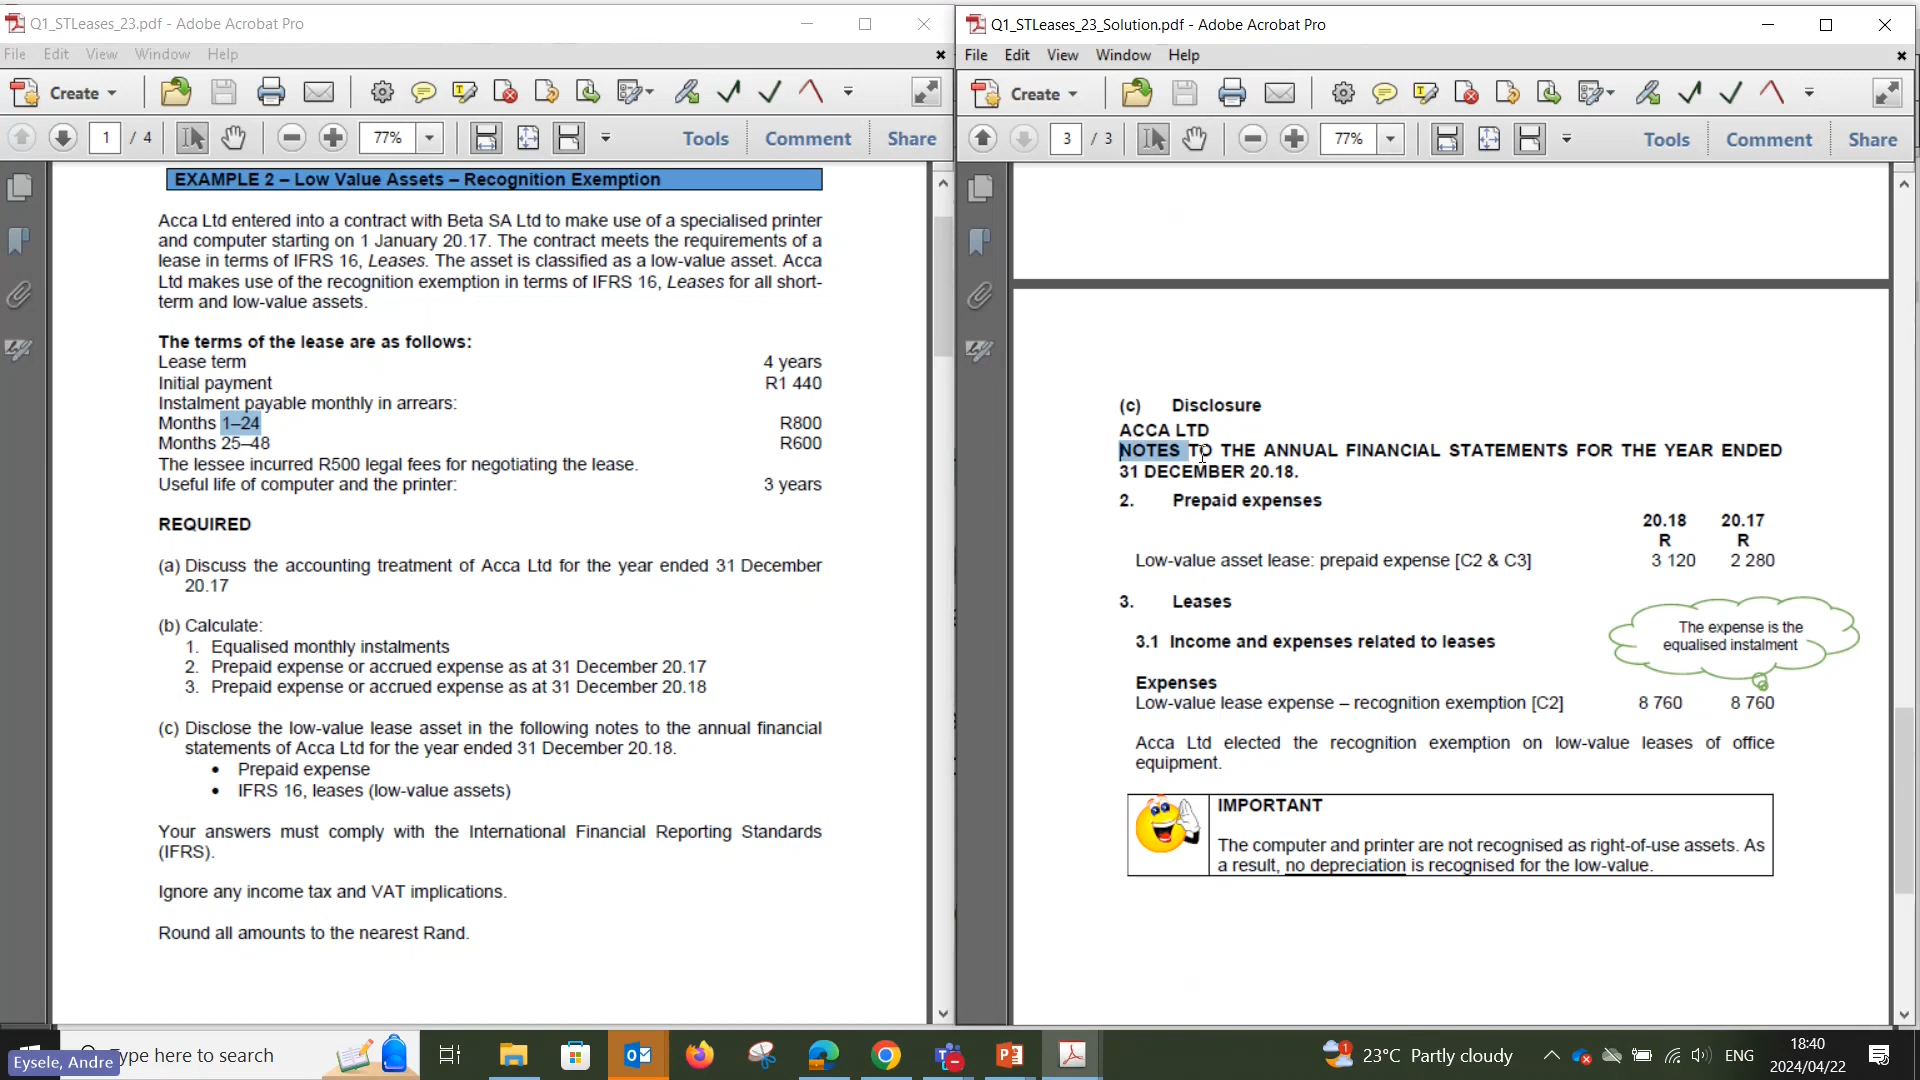 Q1_STLeases_23.pdf - Adobe Acrobat Pro
File Edit View Window Help
Create
1 / 4
77%
Tools Comment Share
EXAMPLE 2 – Low Value Assets – Recognition Exemption
Acca Ltd entered into a contract with Beta SA Ltd to make use of a specialised printer
and computer starting on 1 January 20.17. The contract meets the requirements of a
lease in terms of IFRS 16, Leases. The asset is classified as a low-value asset. Acca
Ltd makes use of the recognition exemption in terms of IFRS 16, Leases for all short-
term and low-value assets.
The terms of the lease are as follows:
Lease term 4 years
Initial payment R1 440
Instalment payable monthly in arrears:
Months 1–24 R800
Months 25–48 R600
The lessee incurred R500 legal fees for negotiating the lease.
Useful life of computer and the printer: 3 years
REQUIRED
(a) Discuss the accounting treatment of Acca Ltd for the year ended 31 December
20.17
(b) Calculate:
1. Equalised monthly instalments
2. Prepaid expense or accrued expense as at 31 December 20.17
3. Prepaid expense or accrued expense as at 31 December 20.18
(c) Disclose the low-value lease asset in the following notes to the annual financial
statements of Acca Ltd for the year ended 31 December 20.18.
• Prepaid expense
• IFRS 16, leases (low-value assets)
Your answers must comply with the International Financial Reporting Standards
(IFRS).
Ignore any income tax and VAT implications.
Round all amounts to the nearest Rand.
Q1_STLeases_23_Solution.pdf - Adobe Acrobat Pro
File Edit View Window Help
Create
3 / 3
77%
Tools Comment Share
(c) Disclosure
ACCA LTD
NOTES TO THE ANNUAL FINANCIAL STATEMENTS FOR THE YEAR ENDED
31 DECEMBER 20.18.
2. Prepaid expenses
20.18 20.17
R R
Low-value asset lease: prepaid expense [C2 & C3] 3 120 2 280
3. Leases
The expense is the
equalised instalment
3.1 Income and expenses related to leases
Expenses
Low-value lease expense – recognition exemption [C2] 8 760 8 760
Acca Ltd elected the recognition exemption on low-value leases of office
equipment.
IMPORTANT
The computer and printer are not recognised as right-of-use assets. As
a result, no depreciation is recognised for the low-value.
Eysele, Andre
Type here to search
23°C Partly cloudy
ENG
18:40
2024/04/22